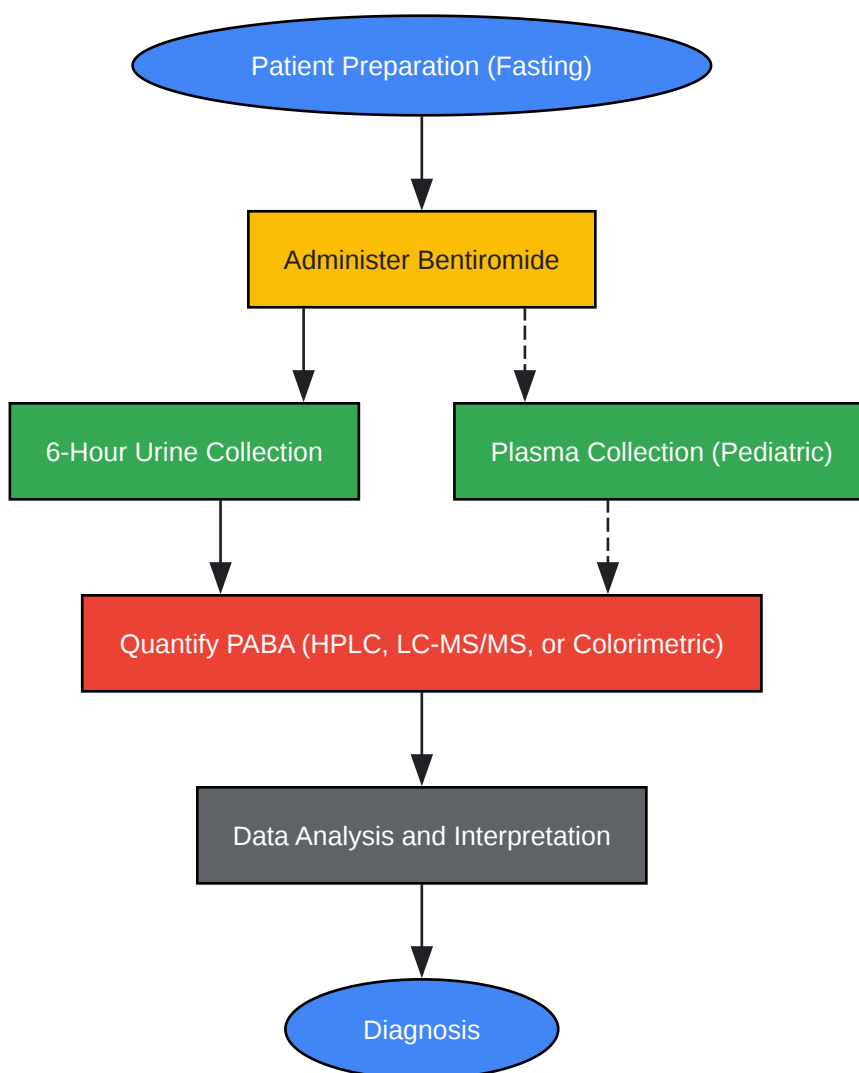 Patient Preparation (Fasting)
Administer Bentiromide
6-Hour Urine Collection
Plasma Collection (Pediatric)
Quantify PABA (HPLC, LC-MS/MS, or Colorimetric)
Data Analysis and Interpretation
Diagnosis